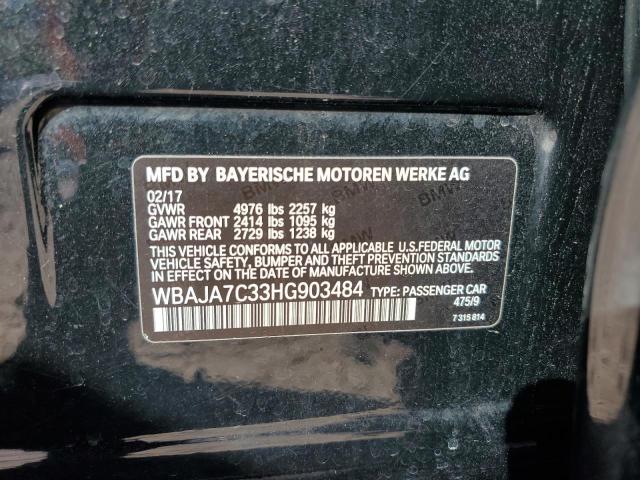 MFD BY BAYERISCHE MOTOREN WERKE AG
02/17
GVWR 4976 lbs 2257 kg
GAWR FRONT 2414 lbs 1095 kg
GAWR REAR 2729 lbs 1238 kg
THIS VEHICLE CONFORMS TO ALL APPLICABLE U.S.FEDERAL MOTOR
VEHICLE SAFETY, BUMPER AND THEFT PREVENTION STANDARDS
IN EFFECT ON THE DATE OF MANUFACTURE SHOWN ABOVE.
WBAJA7C33HG903484 TYPE: PASSENGER CAR
475/9
7 315 814